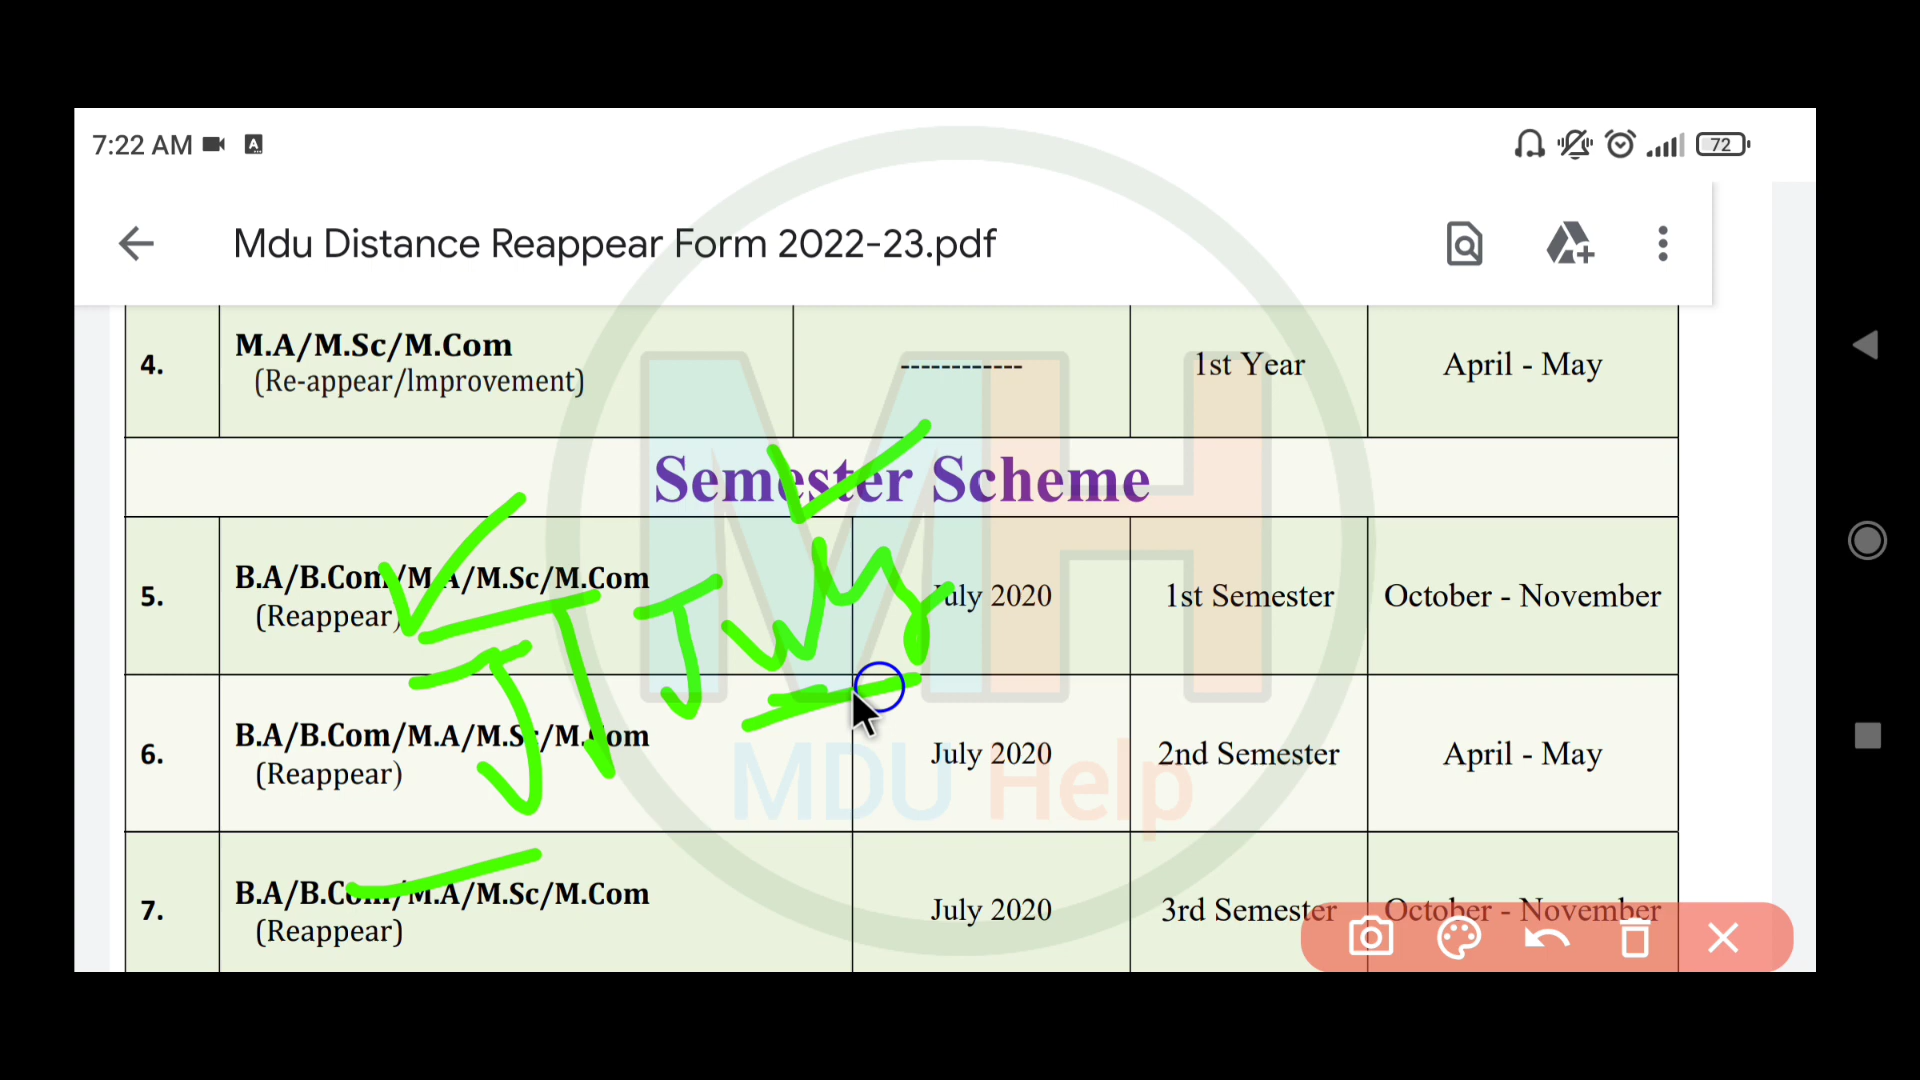 7:22 AM A 72
Mdu Distance Reappear Form 2022-23.pdf
4. M.A/M.Sc/M.Com ------------ 1st Year April - May
(Re-appear/Improvement)
Semester Scheme
5. B.A/B.Com/M.A/M.Sc/M.Com July 2020 1st Semester October - November
(Reappear)
July
6. B.A/B.Com/M.A/M.Sc/M.Com July 2020 2nd Semester April - May
(Reappear)
MDU Help
7. B.A/B.Com/M.A/M.Sc/M.Com July 2020 3rd Semester October - November
(Reappear)
MH